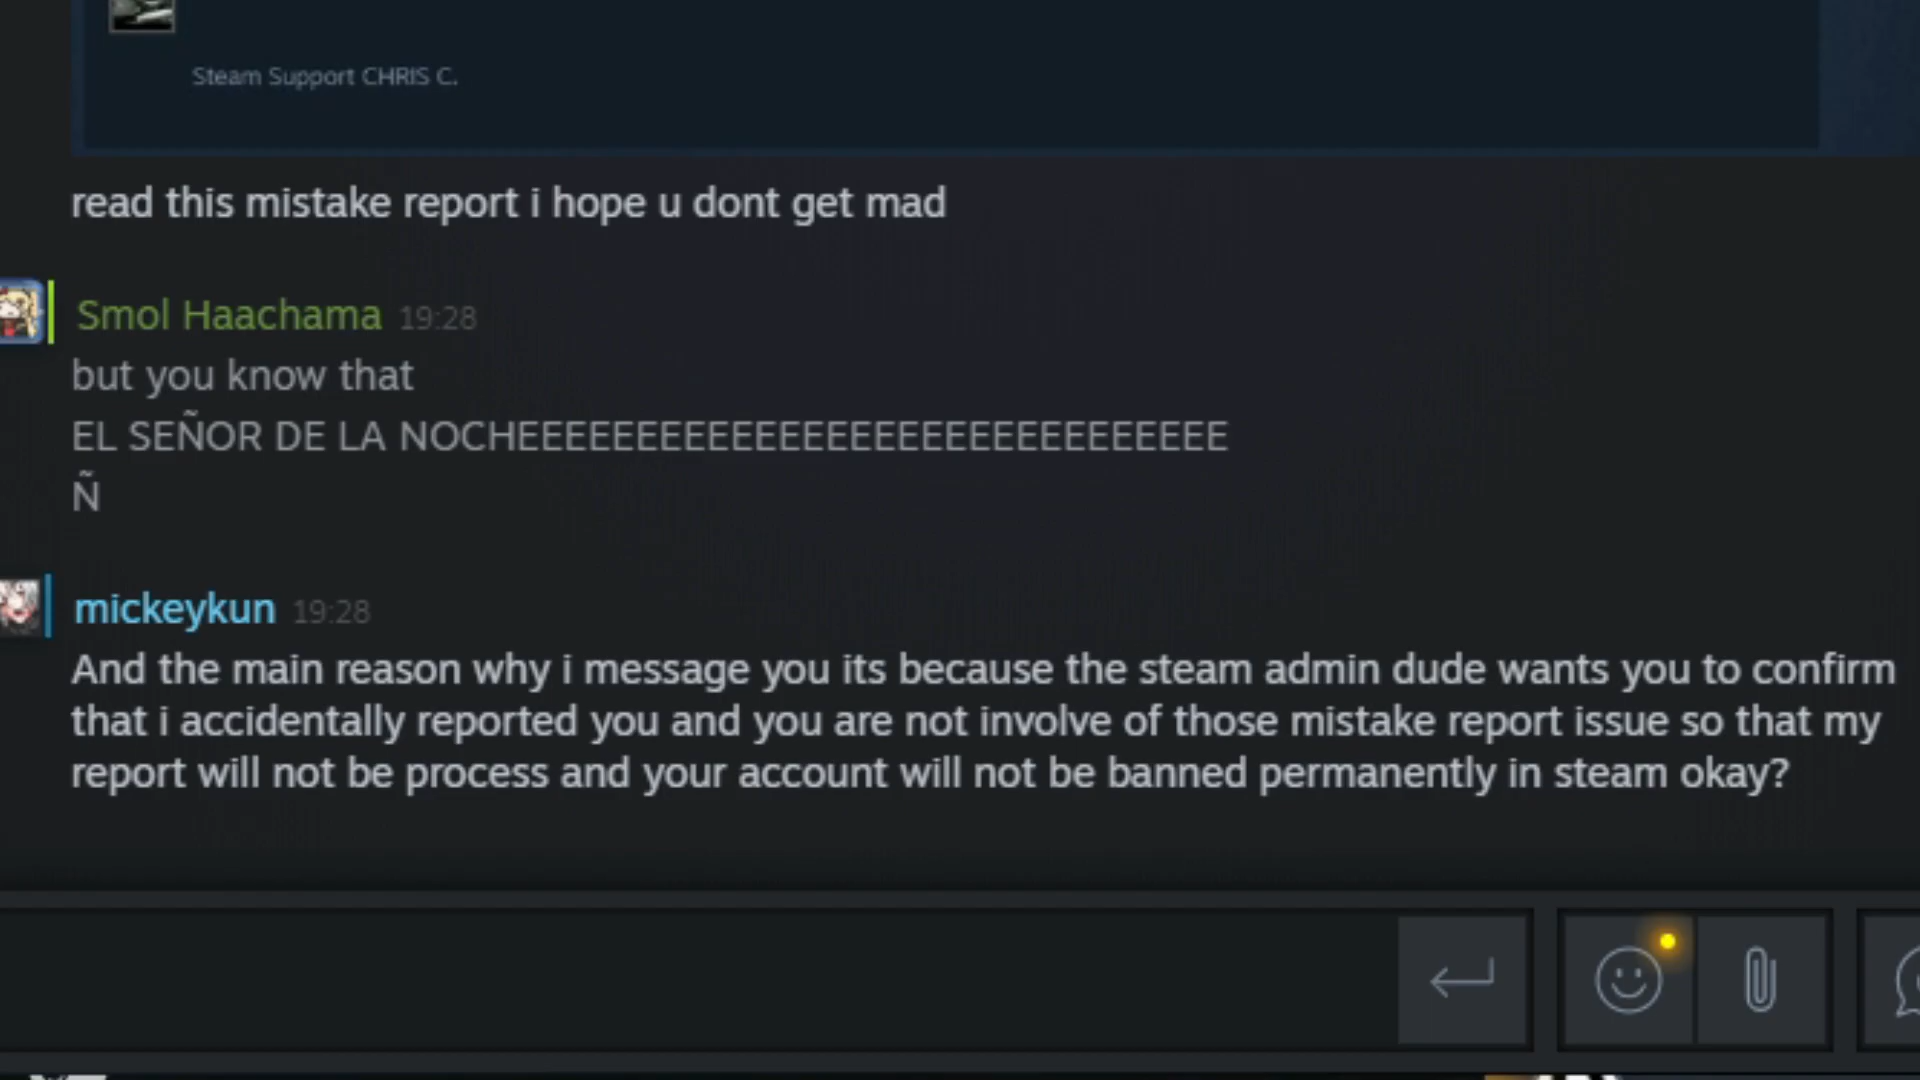 Steam Support CHRIS C.
read this mistake report i hope u dont get mad
Smol Haachama 19:28
but you know that
EL SEÑOR DE LA NOCHEEEEEEEEEEEEEEEEEEEEEEEEEEEEEE
Ñ
mickeykun 19:28
And the main reason why i message you its because the steam admin dude wants you to confirm
that i accidentally reported you and you are not involve of those mistake report issue so that my
report will not be process and your account will not be banned permanently in steam okay?